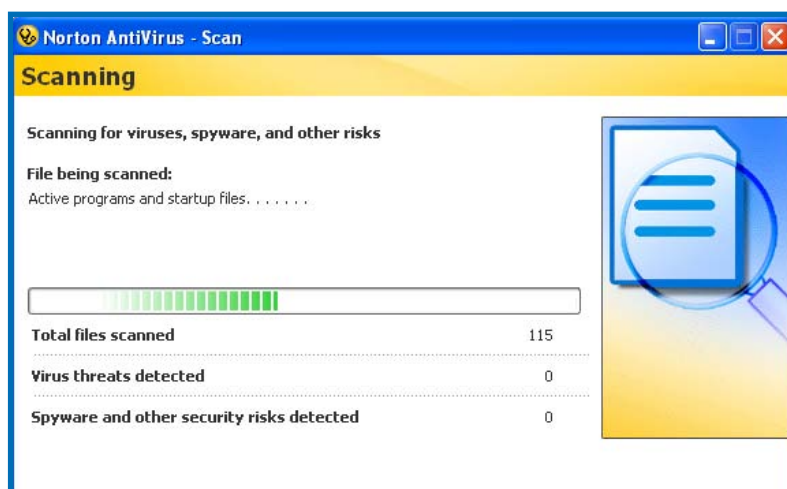 Norton AntiVirus - Scan
Scanning
Scanning for viruses, spyware, and other risks
File being scanned:
Active programs and startup files. . . . . . .
Total files scanned 115
Virus threats detected 0
Spyware and other security risks detected 0